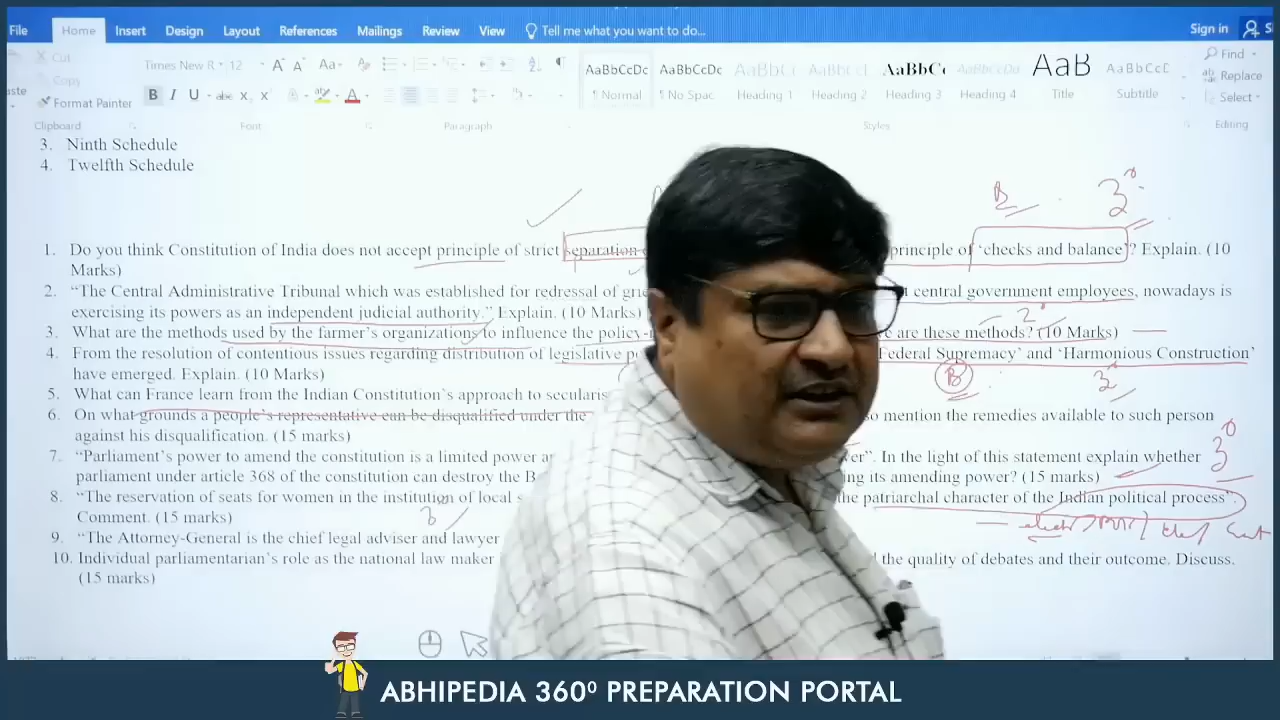 File Home Insert Design Layout References Mailings Review View Tell me what you want to do... Sign in
Cut
Copy
Format Painter
Times New R 12
AaBbCcDc AaBbCcDc AaBbCc AaBbCc AaBbCc AaBbCcDd AaB AaBbCcC
¶ Normal ¶ No Spac... Heading 1 Heading 2 Heading 3 Heading 4 Title Subtitle
Find
Replace
Select
Clipboard Font Paragraph Styles Editing
3. Ninth Schedule
4. Twelfth Schedule
B 3
1. Do you think Constitution of India does not accept principle of strict separation principle of ‘checks and balance’? Explain. (10
Marks)
2. “The Central Administrative Tribunal which was established for redressal of central government employees, nowadays is
exercising its powers as an independent judicial authority.” Explain. (10 Marks)
3. What are the methods used by the farmer’s organizations to influence the policy- are these methods? (10 Marks)
4. From the resolution of contentious issues regarding distribution of legislative Federal Supremacy’ and ‘Harmonious Construction’
have emerged. Explain. (10 Marks)
5. What can France learn from the Indian Constitution’s approach to
6. On what grounds a people’s representative can be disqualified under the mention the remedies available to such person
against his disqualification. (15 marks)
7. “Parliament’s power to amend the constitution is a limited power In the light of this statement explain whether
parliament under article 368 of the constitution can destroy the its amending power? (15 marks)
8. “The reservation of seats for women in the institution of local the patriarchal character of the Indian political process”.
Comment. (15 marks)
9. “The Attorney-General is the chief legal adviser and lawyer
10. Individual parliamentarian’s role as the national law maker the quality of debates and their outcome. Discuss.
(15 marks)
ABHIPEDIA 360⁰ PREPARATION PORTAL